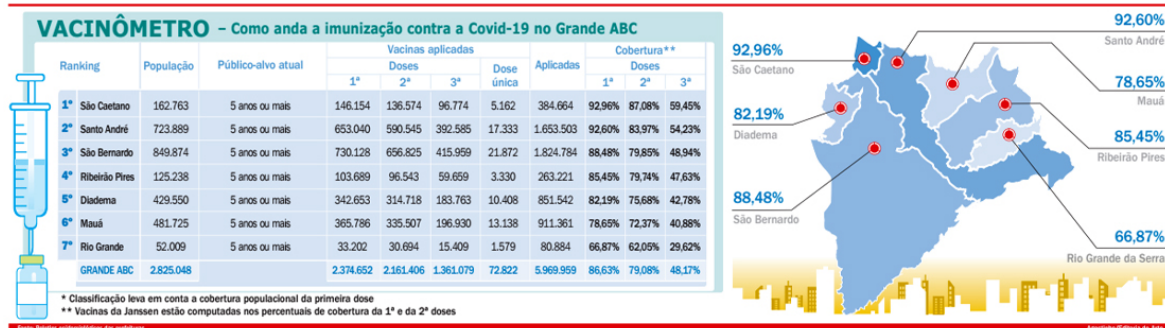 VACINÔMETRO – Como anda a imunização contra a Covid-19 no Grande ABC
Ranking População Público-alvo atual Vacinas aplicadas Aplicadas Cobertura**
Doses Dose única Doses
1ª 2ª 3ª 1ª 2ª 3ª
1º São Caetano 162.763 5 anos ou mais 146.154 136.574 96.774 5.162 384.664 92,96% 87,08% 59,45%
2º Santo André 723.889 5 anos ou mais 653.040 590.545 392.585 17.333 1.653.503 92,60% 83,97% 54,23%
3º São Bernardo 849.874 5 anos ou mais 730.128 656.825 415.959 21.872 1.824.784 88,48% 79,85% 48,94%
4º Ribeirão Pires 125.238 5 anos ou mais 103.689 96.543 59.659 3.330 263.221 85,45% 79,74% 47,63%
5º Diadema 429.550 5 anos ou mais 342.653 314.718 183.763 10.408 851.542 82,19% 75,68% 42,78%
6º Mauá 481.725 5 anos ou mais 365.786 335.507 196.930 13.138 911.361 78,65% 72,37% 40,88%
7º Rio Grande 52.009 5 anos ou mais 33.202 30.694 15.409 1.579 80.884 66,87% 62,05% 29,62%
GRANDE ABC 2.825.048 2.374.652 2.161.406 1.361.079 72.822 5.969.959 86,63% 79,08% 48,17%
* Classificação leva em conta a cobertura populacional da primeira dose
** Vacinas da Janssen estão computadas nos percentuais de cobertura da 1ª e da 2ª doses
92,60%
Santo André
92,96%
São Caetano
78,65%
Mauá
82,19%
Diadema
85,45%
Ribeirão Pires
88,48%
São Bernardo
66,87%
Rio Grande da Serra